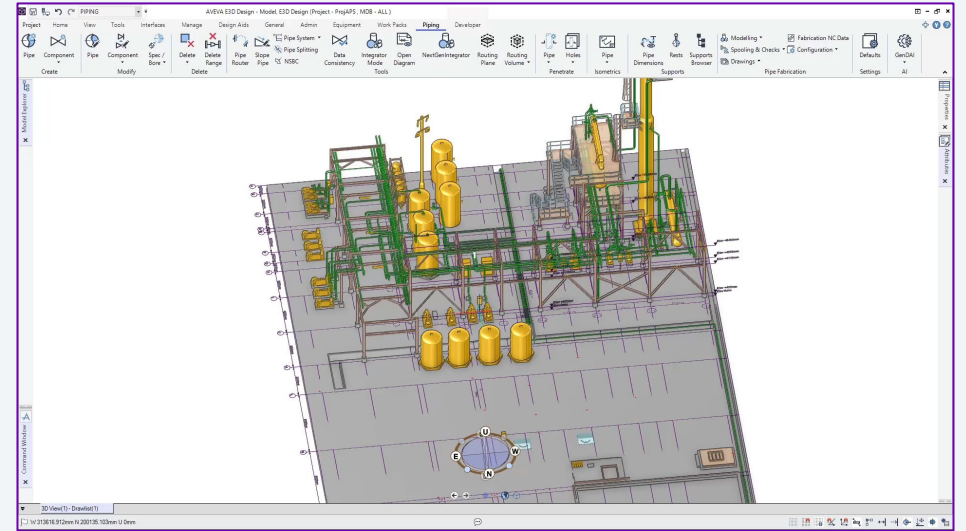 PIPING
AVEVA E3D Design - Model, E3D Design (Project - ProjAPS, MDB - ALL )
Project Home View Tools Interfaces Manage Design Aids General Admin Equipment Work Packs Piping Developer
Pipe Component Pipe Component Spec / Bore Delete Delete Range Pipe Router Slope Pipe
Pipe System
Pipe Splitting
NSBC
Data Consistency Integrator Mode Open Diagram NextGenIntegrator Routing Plane Routing Volume Pipe Holes Pipe Pipe Dimensions Rests Supports Browser
Modelling Fabrication NC Data
Spooling & Checks Configuration
Drawings
Defaults GenDAI
Create Modify Delete Tools Penetrate Isometrics Supports Pipe Fabrication Settings AI
Model Explorer
Properties
Attributes
Command Window
U
E W
N
3D View(1) - Drawlist(1)
W 313616.912mm N 200135.103mm U 0mm